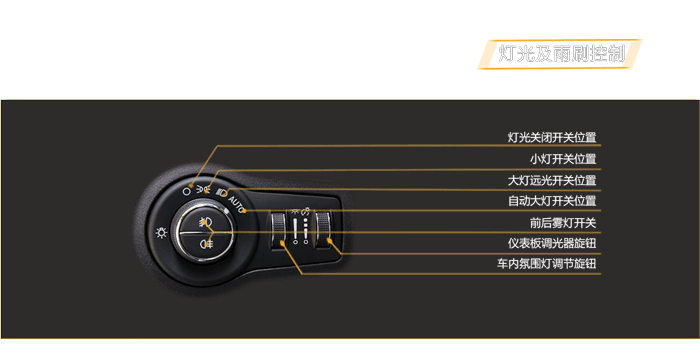 灯光及雨刷控制
灯光关闭开关位置
小灯开关位置
大灯远光开关位置
自动大灯开关位置
前后雾灯开关
仪表板调光器旋钮
车内氛围灯调节旋钮
AUTO